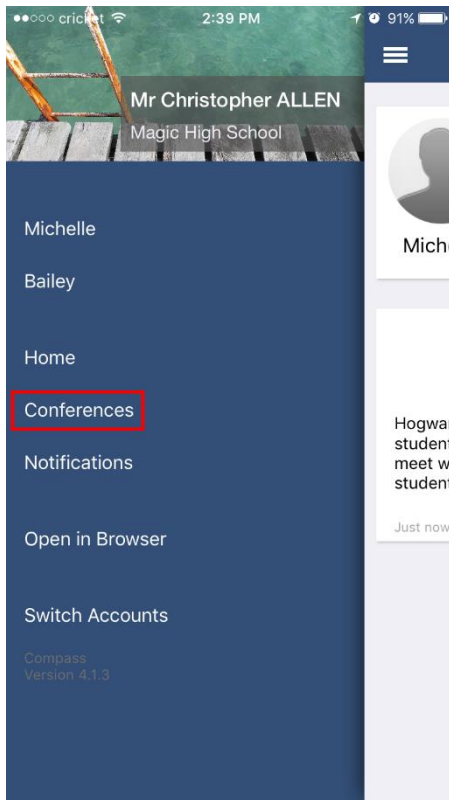 cricket 2:39 PM 91%
Mr Christopher ALLEN
Magic High School
Michelle
Bailey
Home
Conferences
Notifications
Open in Browser
Switch Accounts
Compass
Version 4.1.3
Mich
Hogwar
student
meet w
student
Just now